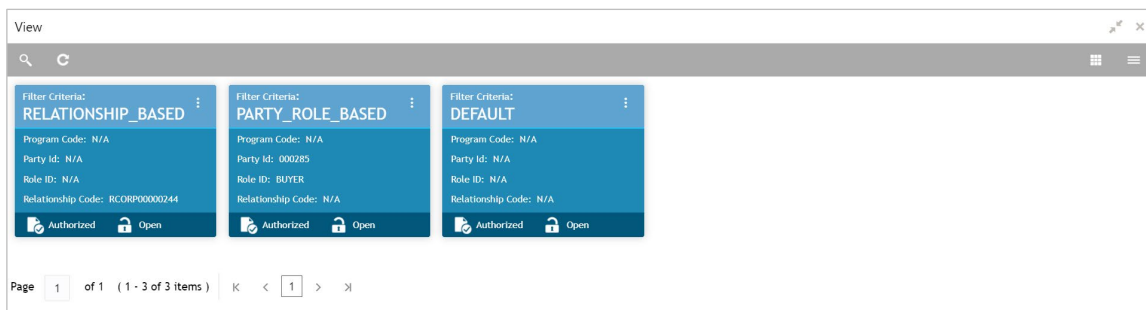 View
Filter Criteria:
RELATIONSHIP_BASED
Program Code: N/A
Party Id: N/A
Role ID: N/A
Relationship Code: RCORP00000244
Authorized Open
Filter Criteria:
PARTY_ROLE_BASED
Program Code: N/A
Party Id: 000285
Role ID: BUYER
Relationship Code: N/A
Authorized Open
Filter Criteria:
DEFAULT
Program Code: N/A
Party Id: N/A
Role ID: N/A
Relationship Code: N/A
Authorized Open
Page 1 of 1 ( 1 - 3 of 3 items ) 1